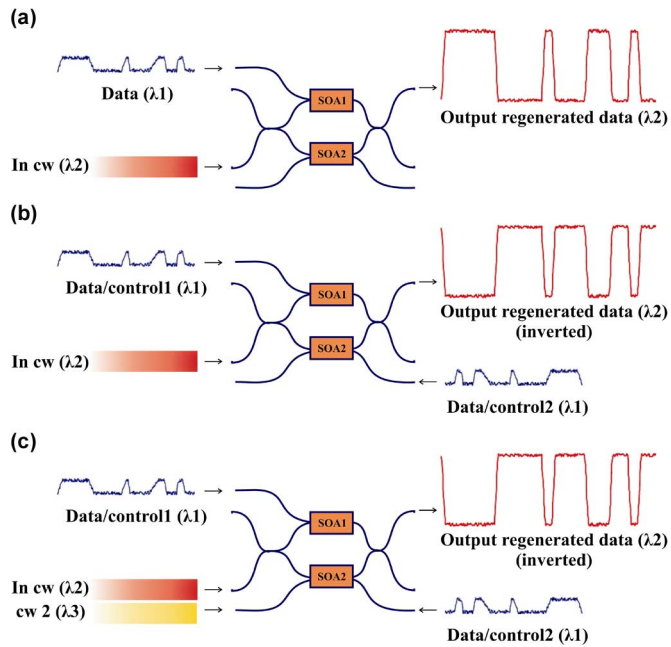 (a)
Data (λ1)
SOA1
SOA2
Output regenerated data (λ2)
In cw (λ2)
(b)
Data/control1 (λ1)
SOA1
SOA2
Output regenerated data (λ2)
(inverted)
In cw (λ2)
Data/control2 (λ1)
(c)
Data/control1 (λ1)
SOA1
SOA2
Output regenerated data (λ2)
(inverted)
In cw (λ2)
cw 2 (λ3)
Data/control2 (λ1)